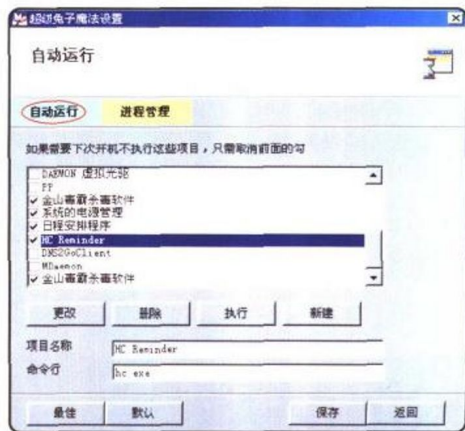 超级兔子魔法设置
自动运行
自动运行 进程管理
如果需要下次开机不执行这些项目，只需取消前面的勾
DAEMON 虚拟光驱
PP
金山毒霸杀毒软件
系统的电源管理
日程安排程序
HC Reminder
DNS2GoClient
MDaemon
金山毒霸杀毒软件
更改 删除 执行 新建
项目名称 HC Reminder
命令行 hc exe
最佳 默认 保存 返回